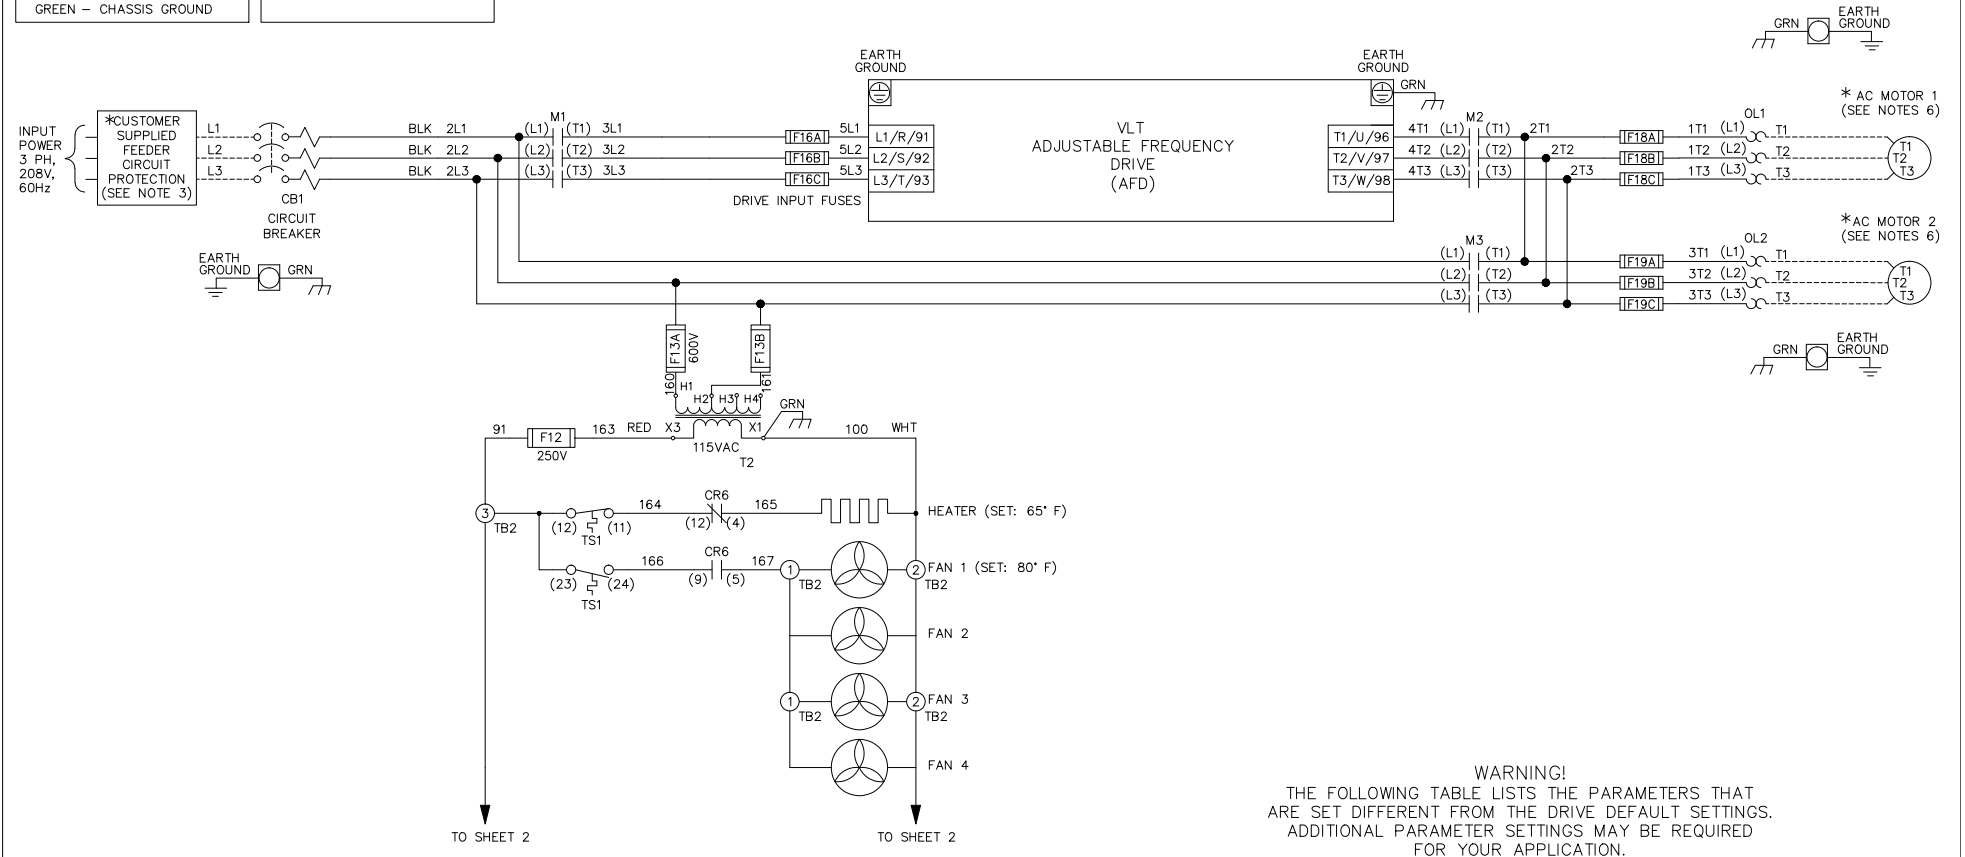 GREEN – CHASSIS GROUND
GRN
EARTH
GROUND
EARTH
GROUND
EARTH
GROUND
GRN
INPUT
POWER
3 PH,
208V,
60Hz
*CUSTOMER
SUPPLIED
FEEDER
CIRCUIT
PROTECTION
(SEE NOTE 3)
L1
L2
L3
CB1
CIRCUIT
BREAKER
BLK 2L1
BLK 2L2
BLK 2L3
M1
(L1) (T1) 3L1
(L2) (T2) 3L2
(L3) (T3) 3L3
F16A 5L1
F16B 5L2
F16C 5L3
DRIVE INPUT FUSES
L1/R/91
L2/S/92
L3/T/93
VLT
ADJUSTABLE FREQUENCY
DRIVE
(AFD)
T1/U/96
T2/V/97
T3/W/98
M2
4T1 (L1) (T1) 2T1
4T2 (L2) (T2) 2T2
4T3 (L3) (T3) 2T3
F18A
F18B
F18C
OL1
1T1 (L1) T1
1T2 (L2) T2
1T3 (L3) T3
* AC MOTOR 1
(SEE NOTES 6)
T1
T2
T3
EARTH
GROUND
GRN
M3
(L1) (T1)
(L2) (T2)
(L3) (T3)
F19A
F19B
F19C
OL2
3T1 (L1) T1
3T2 (L2) T2
3T3 (L3) T3
*AC MOTOR 2
(SEE NOTES 6)
T1
T2
T3
GRN
EARTH
GROUND
F13A
600V
F13B
160
161
H1
H2 H3 H4
GRN
91
F12
250V
163 RED X3
X1
100 WHT
115VAC
T2
3
TB2
(12) (11)
TS1
164
CR6
(12) (4)
165
HEATER (SET: 65° F)
(23) (24)
TS1
166
CR6
(9) (5)
167
1
TB2
2
TB2
FAN 1 (SET: 80° F)
FAN 2
1
TB2
2
TB2
FAN 3
FAN 4
TO SHEET 2
TO SHEET 2
WARNING!
THE FOLLOWING TABLE LISTS THE PARAMETERS THAT
ARE SET DIFFERENT FROM THE DRIVE DEFAULT SETTINGS.
ADDITIONAL PARAMETER SETTINGS MAY BE REQUIRED
FOR YOUR APPLICATION.